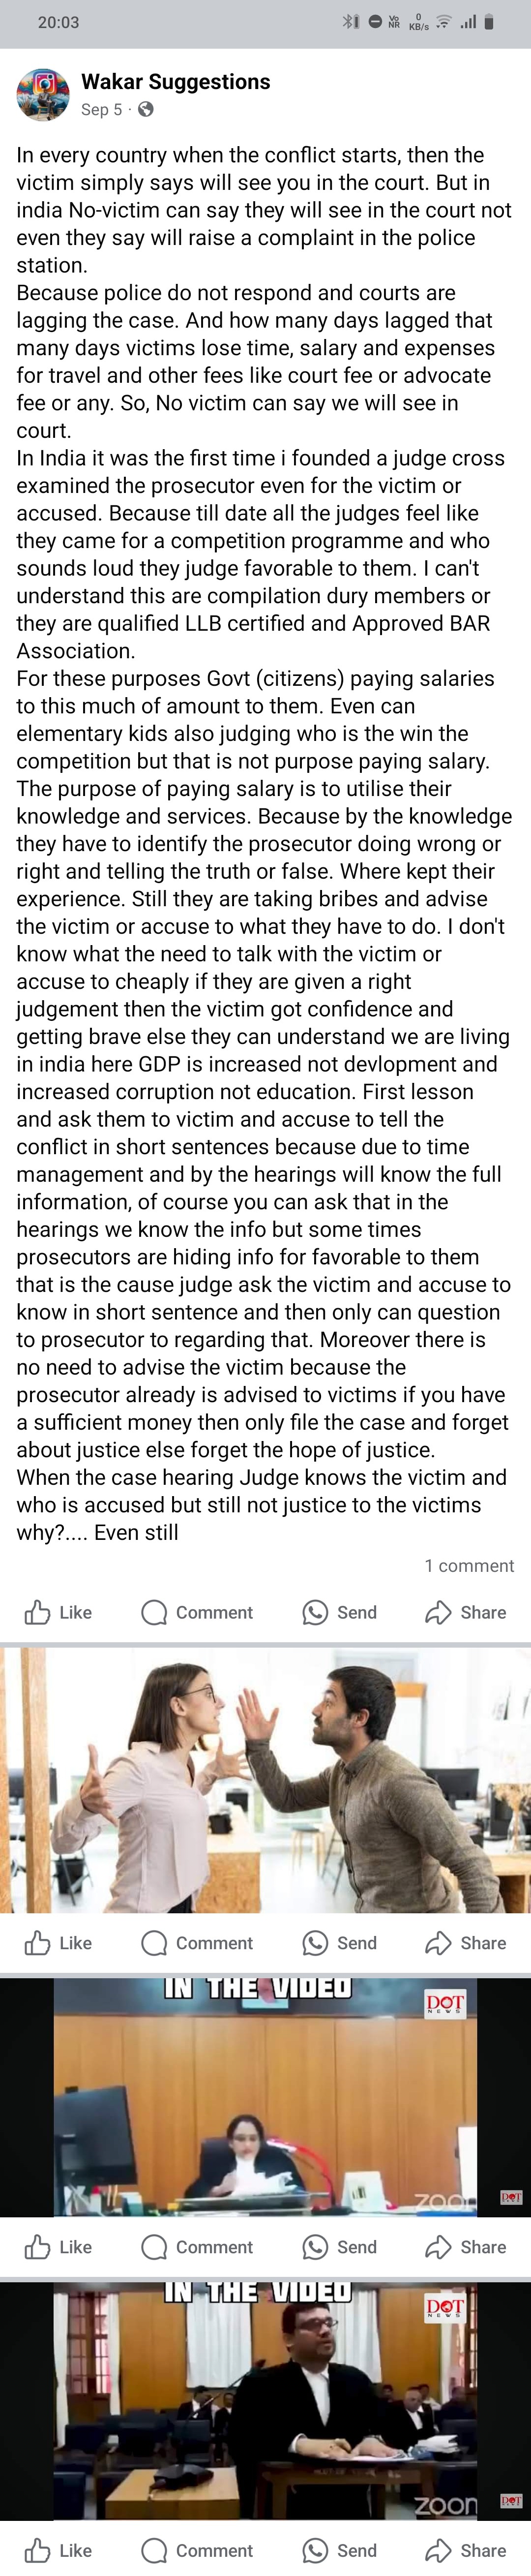 20:03
Vo
NR
0
KB/s
Wakar Suggestions
Sep 5 ·
In every country when the conflict starts, then the
victim simply says will see you in the court. But in
india No-victim can say they will see in the court not
even they say will raise a complaint in the police
station.
Because police do not respond and courts are
lagging the case. And how many days lagged that
many days victims lose time, salary and expenses
for travel and other fees like court fee or advocate
fee or any. So, No victim can say we will see in
court.
In India it was the first time i founded a judge cross
examined the prosecutor even for the victim or
accused. Because till date all the judges feel like
they came for a competition programme and who
sounds loud they judge favorable to them. I can't
understand this are compilation dury members or
they are qualified LLB certified and Approved BAR
Association.
For these purposes Govt (citizens) paying salaries
to this much of amount to them. Even can
elementary kids also judging who is the win the
competition but that is not purpose paying salary.
The purpose of paying salary is to utilise their
knowledge and services. Because by the knowledge
they have to identify the prosecutor doing wrong or
right and telling the truth or false. Where kept their
experience. Still they are taking bribes and advise
the victim or accuse to what they have to do. I don't
know what the need to talk with the victim or
accuse to cheaply if they are given a right
judgement then the victim got confidence and
getting brave else they can understand we are living
in india here GDP is increased not devlopment and
increased corruption not education. First lesson
and ask them to victim and accuse to tell the
conflict in short sentences because due to time
management and by the hearings will know the full
information, of course you can ask that in the
hearings we know the info but some times
prosecutors are hiding info for favorable to them
that is the cause judge ask the victim and accuse to
know in short sentence and then only can question
to prosecutor to regarding that. Moreover there is
no need to advise the victim because the
prosecutor already is advised to victims if you have
a sufficient money then only file the case and forget
about justice else forget the hope of justice.
When the case hearing Judge knows the victim and
who is accused but still not justice to the victims
why?.... Even still
1 comment
Like Comment Send Share
Like Comment Send Share
IN THE VIDEO
DOT
NEWS
zoom
DOT
Like Comment Send Share
IN THE VIDEO
DOT
NEWS
zoom
DOT
Like Comment Send Share